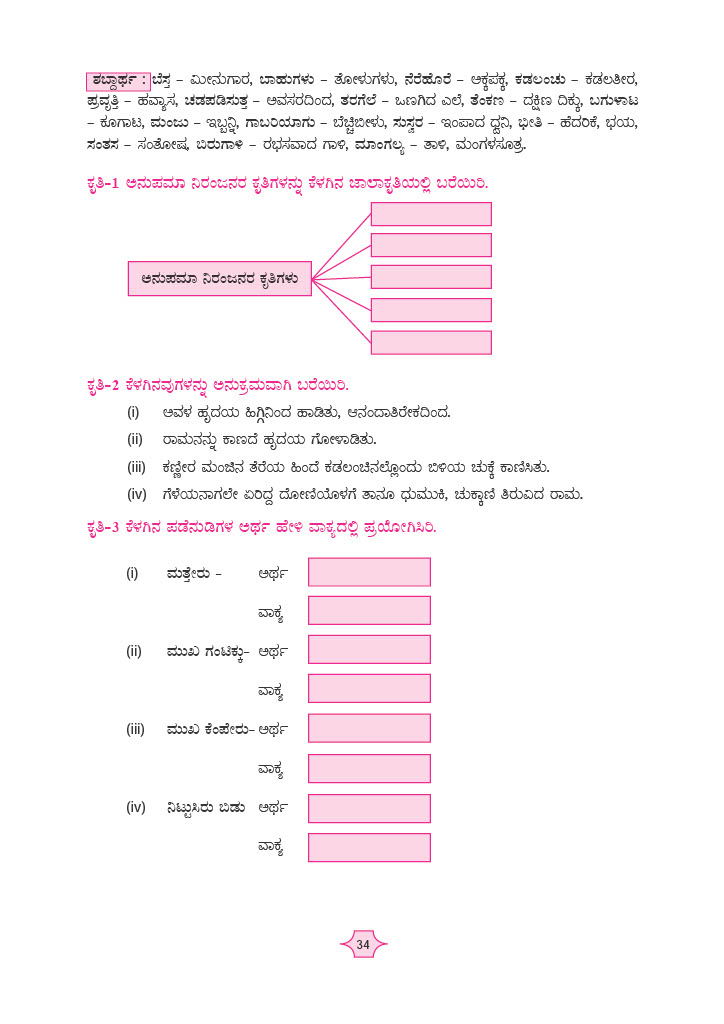 ಶಬ್ದಾರ್ಥ : ಬೆಸ್ತ – ಮೀನುಗಾರ, ಬಾಹುಗಳು – ತೋಳುಗಳು, ನೆರೆಹೊರೆ – ಅಕ್ಕಪಕ್ಕ, ಕಡಲಂಚು – ಕಡಲತೀರ,
ಪ್ರವೃತ್ತಿ – ಹವ್ಯಾಸ, ಚಡಪಡಿಸುತ್ತ – ಅವಸರದಿಂದ, ತರಗೆಲೆ – ಒಣಗಿದ ಎಲೆ, ತೆಂಕಣ – ದಕ್ಷಿಣ ದಿಕ್ಕು, ಬಗುಳಾಟ
– ಕೂಗಾಟ, ಮಂಜು – ಇಬ್ಬನ್ನಿ, ಗಾಬರಿಯಾಗು – ಬೆಚ್ಚಿಬೀಳು, ಸುಸ್ವರ – ಇಂಪಾದ ಧ್ವನಿ, ಭೀತಿ – ಹೆದರಿಕೆ, ಭಯ,
ಸಂತಸ – ಸಂತೋಷ, ಬಿರುಗಾಳಿ – ರಭಸವಾದ ಗಾಳಿ, ಮಾಂಗಲ್ಯ – ತಾಳಿ, ಮಂಗಳಸೂತ್ರ.
ಕೃತಿ-1 ಅನುಪಮಾ ನಿರಂಜನರ ಕೃತಿಗಳನ್ನು ಕೆಳಗಿನ ಜಾಲಾಕೃತಿಯಲ್ಲಿ ಬರೆಯಿರಿ.
ಅನುಪಮಾ ನಿರಂಜನರ ಕೃತಿಗಳು
ಕೃತಿ-2 ಕೆಳಗಿನವುಗಳನ್ನು ಅನುಕ್ರಮವಾಗಿ ಬರೆಯಿರಿ.
(i) ಅವಳ ಹೃದಯ ಹಿಗ್ಗಿನಿಂದ ಹಾಡಿತು, ಆನಂದಾತಿರೇಕದಿಂದ.
(ii) ರಾಮನನ್ನು ಕಾಣದೆ ಹೃದಯ ಗೋಳಾಡಿತು.
(iii) ಕಣ್ಣೀರ ಮಂಜಿನ ತೆರೆಯ ಹಿಂದೆ ಕಡಲಂಚಿನಲ್ಲೊಂದು ಬಿಳಿಯ ಚುಕ್ಕೆ ಕಾಣಿಸಿತು.
(iv) ಗೆಳೆಯನಾಗಲೇ ಏರಿದ್ದ ದೋಣಿಯೊಳಗೆ ತಾನೂ ಧುಮುಕಿ, ಚುಕ್ಕಾಣಿ ತಿರುವಿದ ರಾಮ.
ಕೃತಿ-3 ಕೆಳಗಿನ ಪಡೆನುಡಿಗಳ ಅರ್ಥ ಹೇಳಿ ವಾಕ್ಯದಲ್ಲಿ ಪ್ರಯೋಗಿಸಿರಿ.
(i) ಮತ್ತೇರು – ಅರ್ಥ
ವಾಕ್ಯ
(ii) ಮುಖ ಗಂಟಿಕ್ಕು– ಅರ್ಥ
ವಾಕ್ಯ
(iii) ಮುಖ ಕೆಂಪೇರು– ಅರ್ಥ
ವಾಕ್ಯ
(iv) ನಿಟ್ಟುಸಿರು ಬಿಡು ಅರ್ಥ
ವಾಕ್ಯ
34